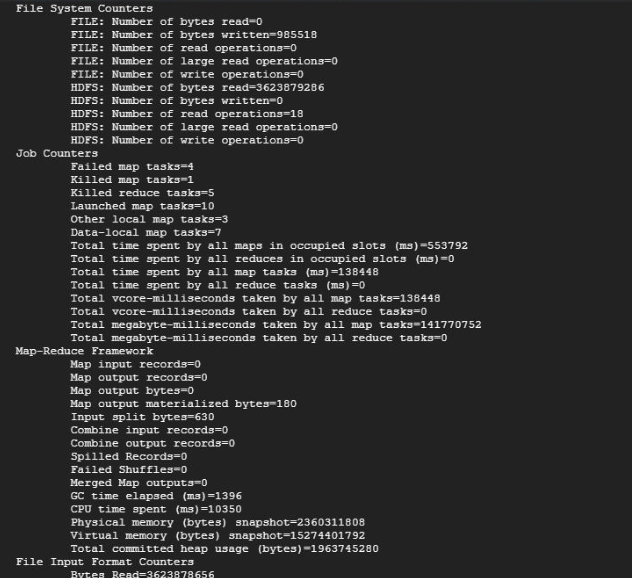 File System Counters
FILE: Number of bytes read=0
FILE: Number of bytes written=985518
FILE: Number of read operations=0
FILE: Number of large read operations=0
FILE: Number of write operations=0
HDFS: Number of bytes read=3623879286
HDFS: Number of bytes written=0
HDFS: Number of read operations=18
HDFS: Number of large read operations=0
HDFS: Number of write operations=0
Job Counters
Failed map tasks=4
Killed map tasks=1
Killed reduce tasks=5
Launched map tasks=10
Other local map tasks=3
Data-local map tasks=7
Total time spent by all maps in occupied slots (ms)=553792
Total time spent by all reduces in occupied slots (ms)=0
Total time spent by all map tasks (ms)=138448
Total time spent by all reduce tasks (ms)=0
Total vcore-milliseconds taken by all map tasks=138448
Total vcore-milliseconds taken by all reduce tasks=0
Total megabyte-milliseconds taken by all map tasks=141770752
Total megabyte-milliseconds taken by all reduce tasks=0
Map-Reduce Framework
Map input records=0
Map output records=0
Map output bytes=0
Map output materialized bytes=180
Input split bytes=630
Combine input records=0
Combine output records=0
Spilled Records=0
Failed Shuffles=0
Merged Map outputs=0
GC time elapsed (ms)=1396
CPU time spent (ms)=10350
Physical memory (bytes) snapshot=2360311808
Virtual memory (bytes) snapshot=15274401792
Total committed heap usage (bytes)=1963745280
File Input Format Counters
Bytes Read=3623878656